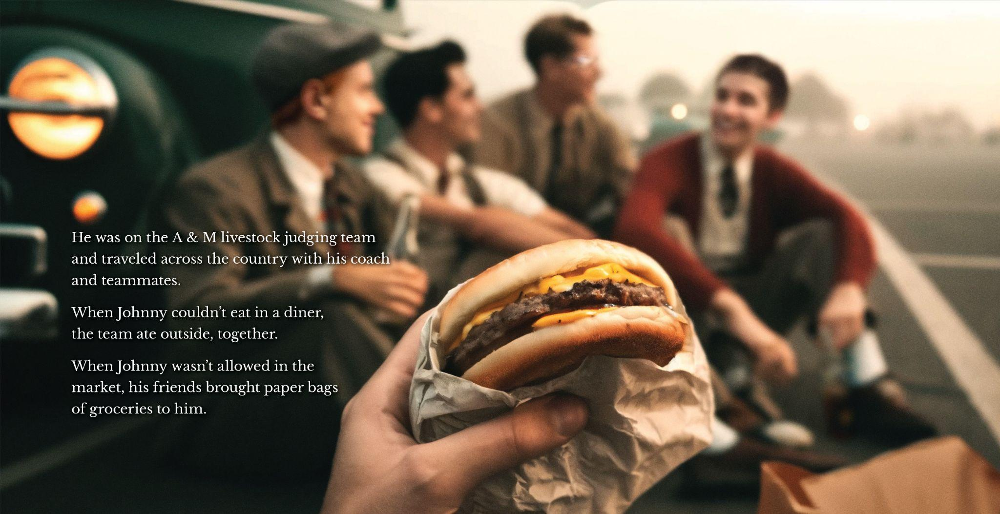 He was on the A & M livestock judging team
and traveled across the country with his coach
and teammates.
When Johnny couldn’t eat in a diner,
the team ate outside, together.
When Johnny wasn’t allowed in the
market, his friends brought paper bags
of groceries to him.